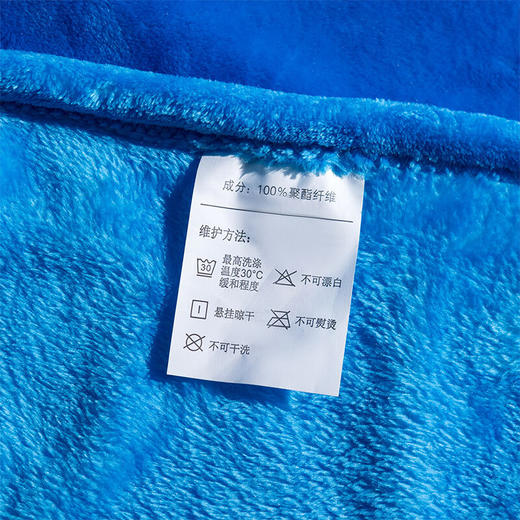 成分：100%聚酯纤维
维护方法：
30
最高洗涤
温度30°C
缓和程度
不可漂白
悬挂晾干
不可熨烫
不可干洗